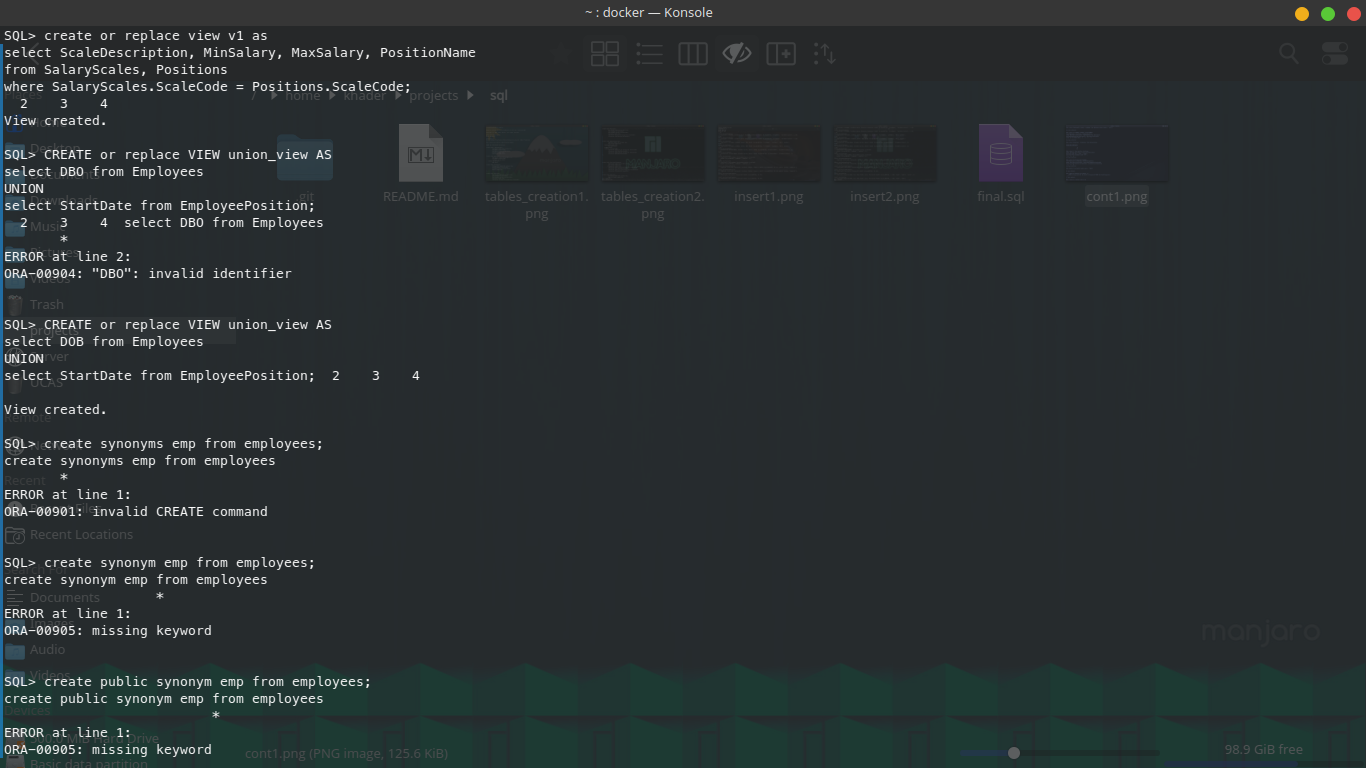 ~ : docker — Konsole
SQL> create or replace view v1 as
select ScaleDescription, MinSalary, MaxSalary, PositionName
from SalaryScales, Positions
where SalaryScales.ScaleCode = Positions.ScaleCode;
2 3 4
View created.
SQL> CREATE or replace VIEW union_view AS
select DBO from Employees
UNION
select StartDate from EmployeePosition;
2 3 4 select DBO from Employees
*
ERROR at line 2:
ORA-00904: "DBO": invalid identifier
SQL> CREATE or replace VIEW union_view AS
select DOB from Employees
UNION
select StartDate from EmployeePosition; 2 3 4
View created.
SQL> create synonyms emp from employees;
create synonyms emp from employees
*
ERROR at line 1:
ORA-00901: invalid CREATE command
SQL> create synonym emp from employees;
create synonym emp from employees
*
ERROR at line 1:
ORA-00905: missing keyword
SQL> create public synonym emp from employees;
create public synonym emp from employees
*
ERROR at line 1:
ORA-00905: missing keyword
/ home khader projects sql
git
README.md
tables_creation1.
png
tables_creation2.
png
insert1.png
insert2.png
final.sql
cont1.png
Desktop
Music
Pictures
Videos
Trash
projects
UCAS
Remote
Recent
Recent Locations
Documents
Images
Audio
Videos
Devices
Hard Drive
Basic data partition
manjaro
cont1.png (PNG image, 125.6 KiB)
98.9 GiB free